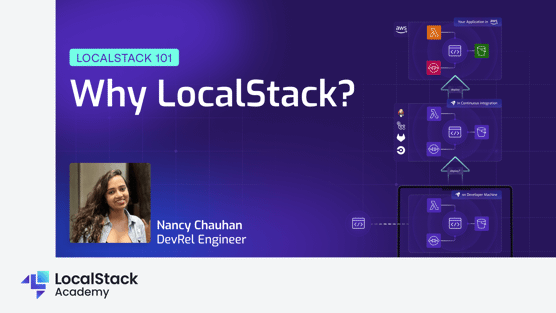 LOCALSTACK 101
Why LocalStack?
Nancy Chauhan
DevRel Engineer
aws
Your Application in aws
in Continuous Integration
on Developer Machine
LocalStack
Academy